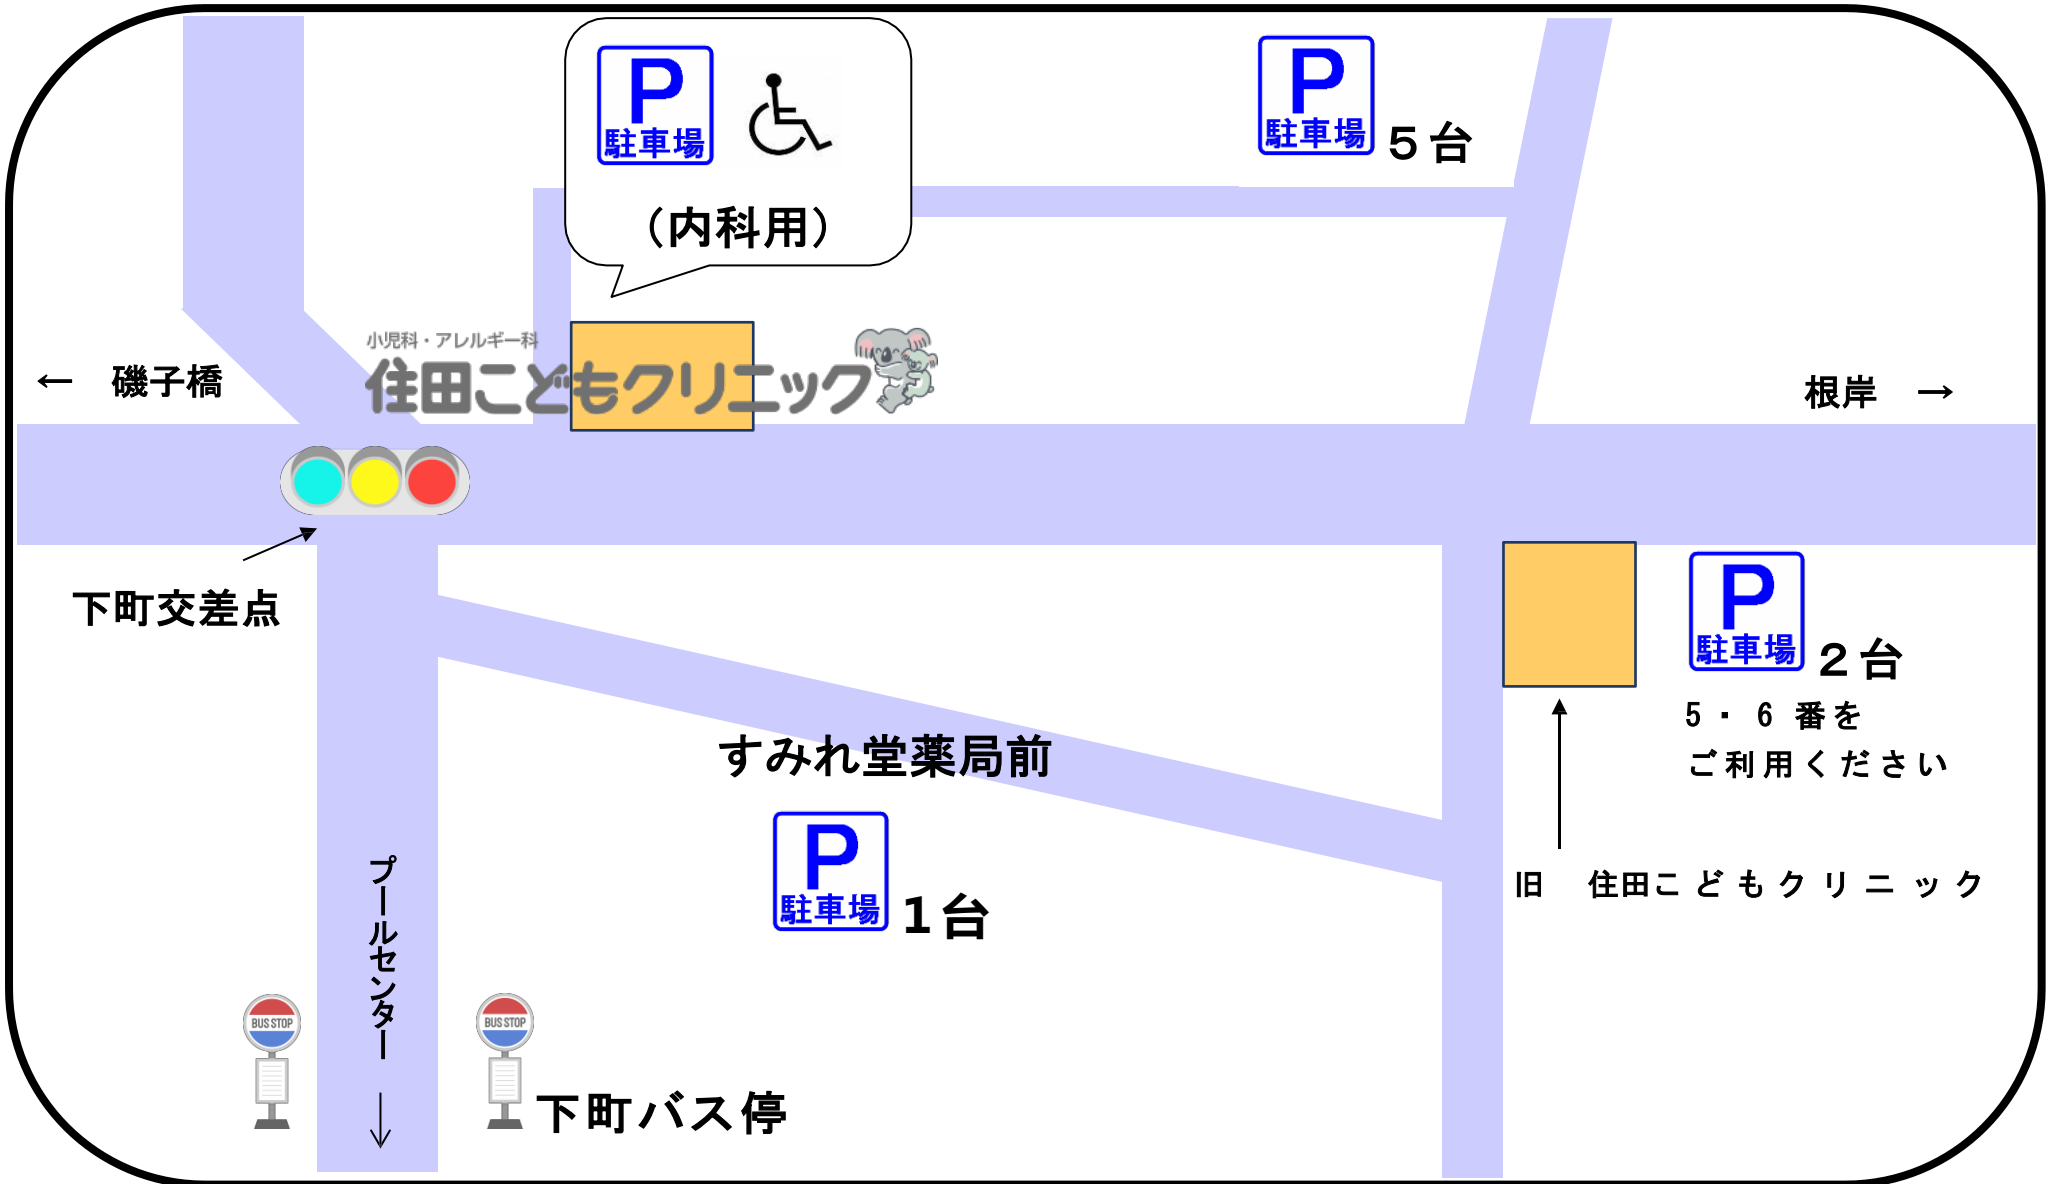 P
駐車場
（内科用）
P
駐車場
５台
小児科・アレルギー科
住田こどもクリニック
← 磯子橋
根岸 →
下町交差点
P
駐車場
２台
5・6 番を
ご利用ください
すみれ堂薬局前
P
駐車場
1台
旧 住田こどもクリニック
プールセンター
↓
BUS STOP
BUS STOP
下町バス停